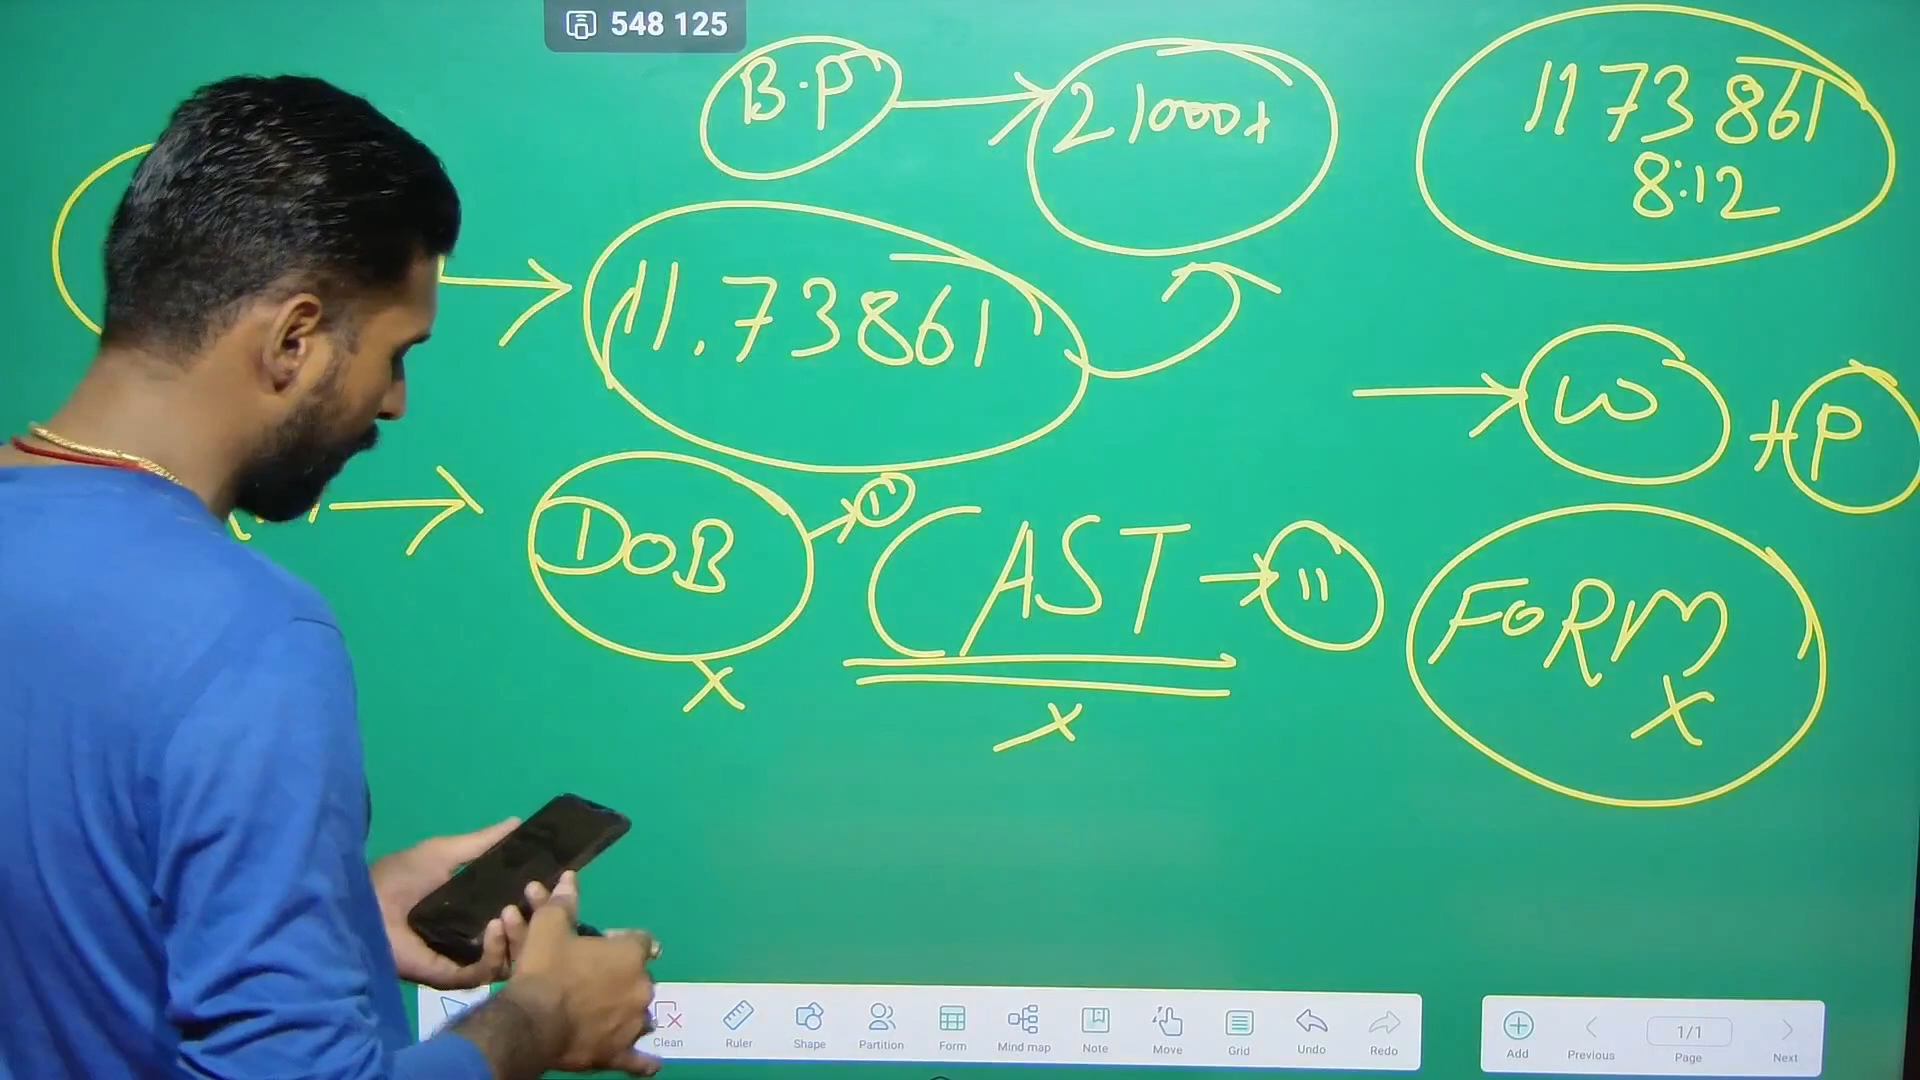 548 125
B.P
21000+
1173861
8:12
11.73861
W
+P
DOB
11
CAST
11
FORM
X
X
X
Clean
Ruler
Shape
Partition
Form
Mind map
Note
Move
Grid
Undo
Redo
Add
Previous
1/1
Page
Next